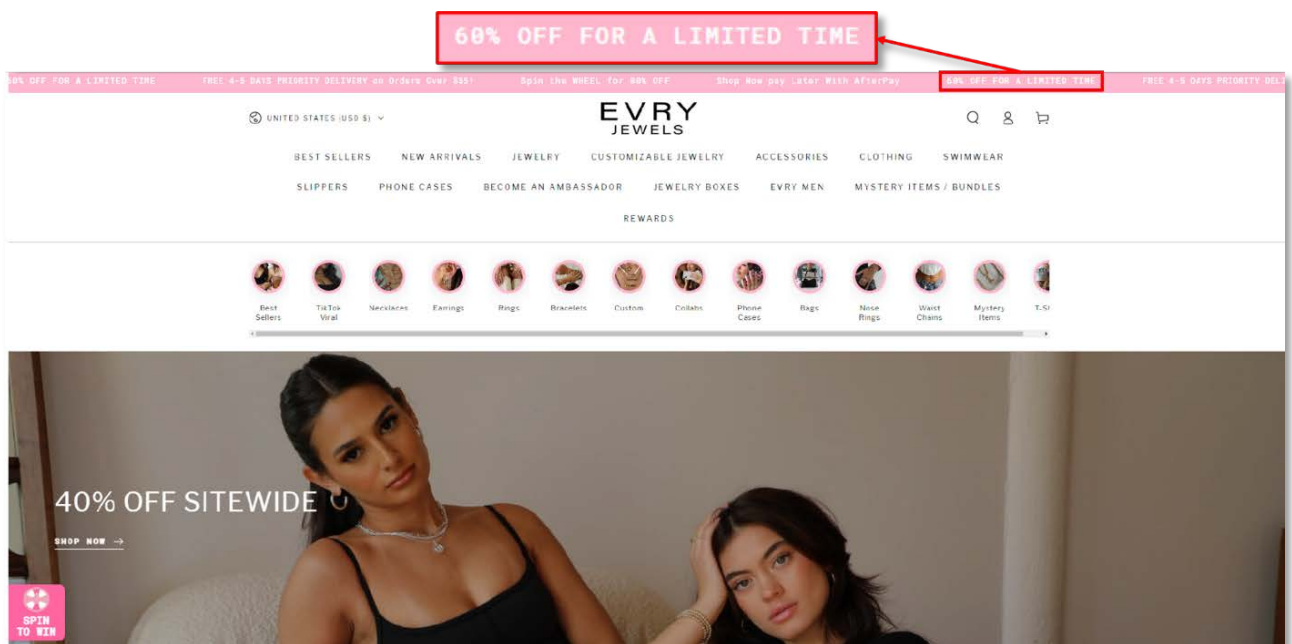 60% OFF FOR A LIMITED TIME
60% OFF FOR A LIMITED TIME FREE 4-5 DAYS PRIORITY DELIVERY on Orders Over $35! Spin the WHEEL for 80% OFF Shop Now pay Later With AfterPay 60% OFF FOR A LIMITED TIME FREE 4-5 DAYS PRIORITY DELI
UNITED STATES (USD $)
EVRY
JEWELS
BEST SELLERS NEW ARRIVALS JEWELRY CUSTOMIZABLE JEWELRY ACCESSORIES CLOTHING SWIMWEAR
SLIPPERS PHONE CASES BECOME AN AMBASSADOR JEWELRY BOXES EVRY MEN MYSTERY ITEMS / BUNDLES
REWARDS
Best TikTok Necklaces Earrings Rings Bracelets Custom Collabs Phone Bags Nose Waist Mystery T-S
Sellers Viral Cases Rings Chains Items
40% OFF SITEWIDE
SHOP NOW →
SPIN
TO WIN